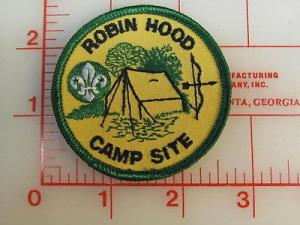 ROBIN HOOD
CAMP SITE
FACTURING
ANY, INC.
NTA, GEORGIA
2
1
0
1
2
3